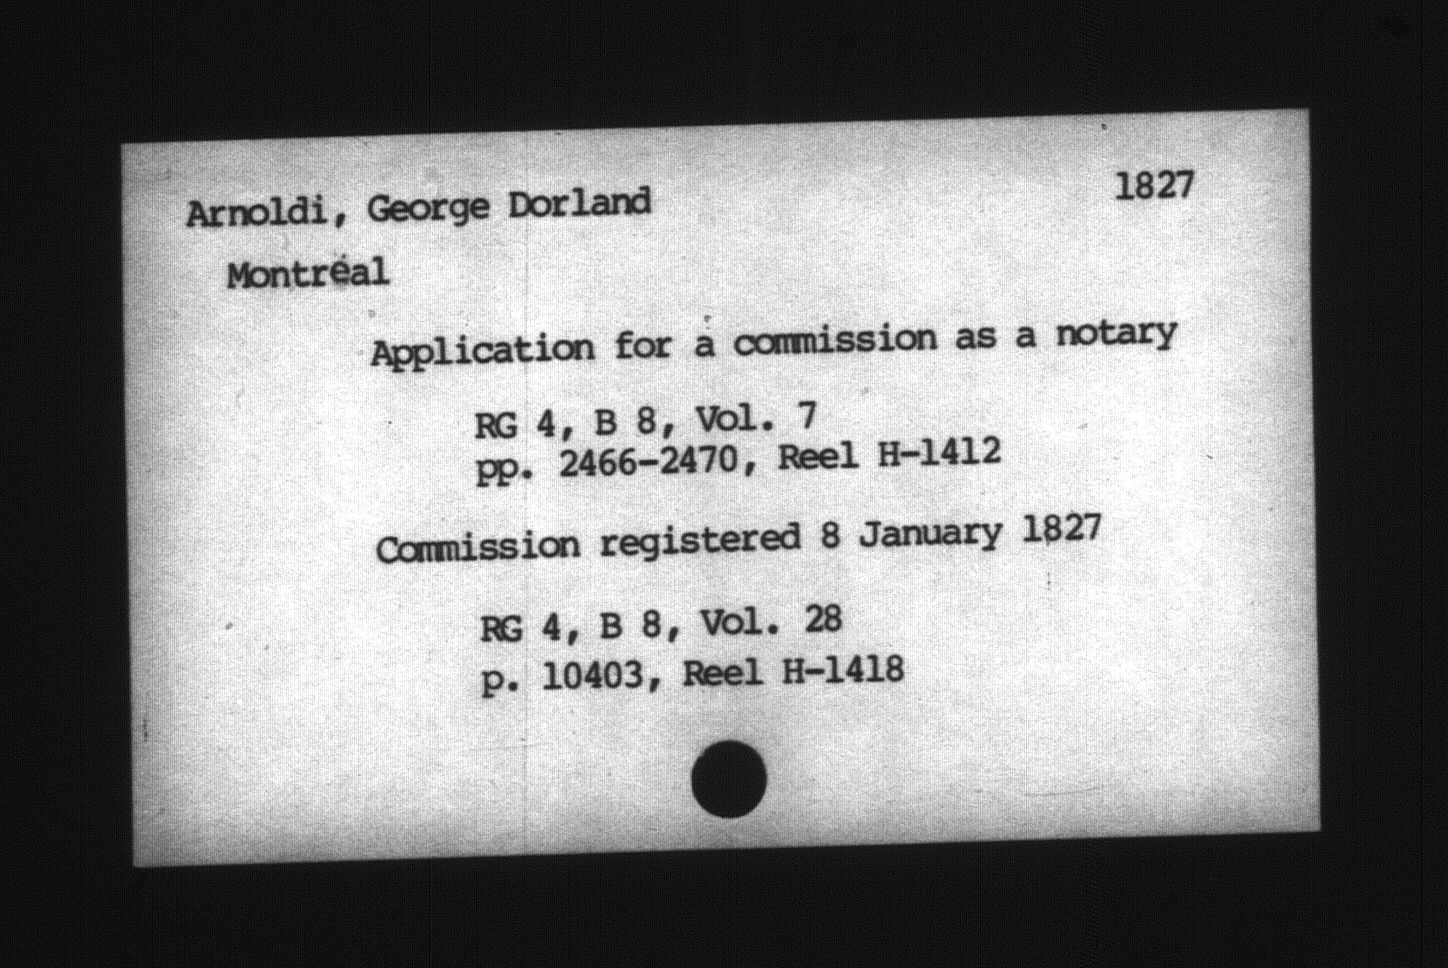 Arnoldi, George Dorland 1827
Montréal
Application for a commission as a notary
RG 4, B 8, Vol. 7
pp. 2466-2470, Reel H-1412
Commission registered 8 January 1827
RG 4, B 8, Vol. 28
p. 10403, Reel H-1418